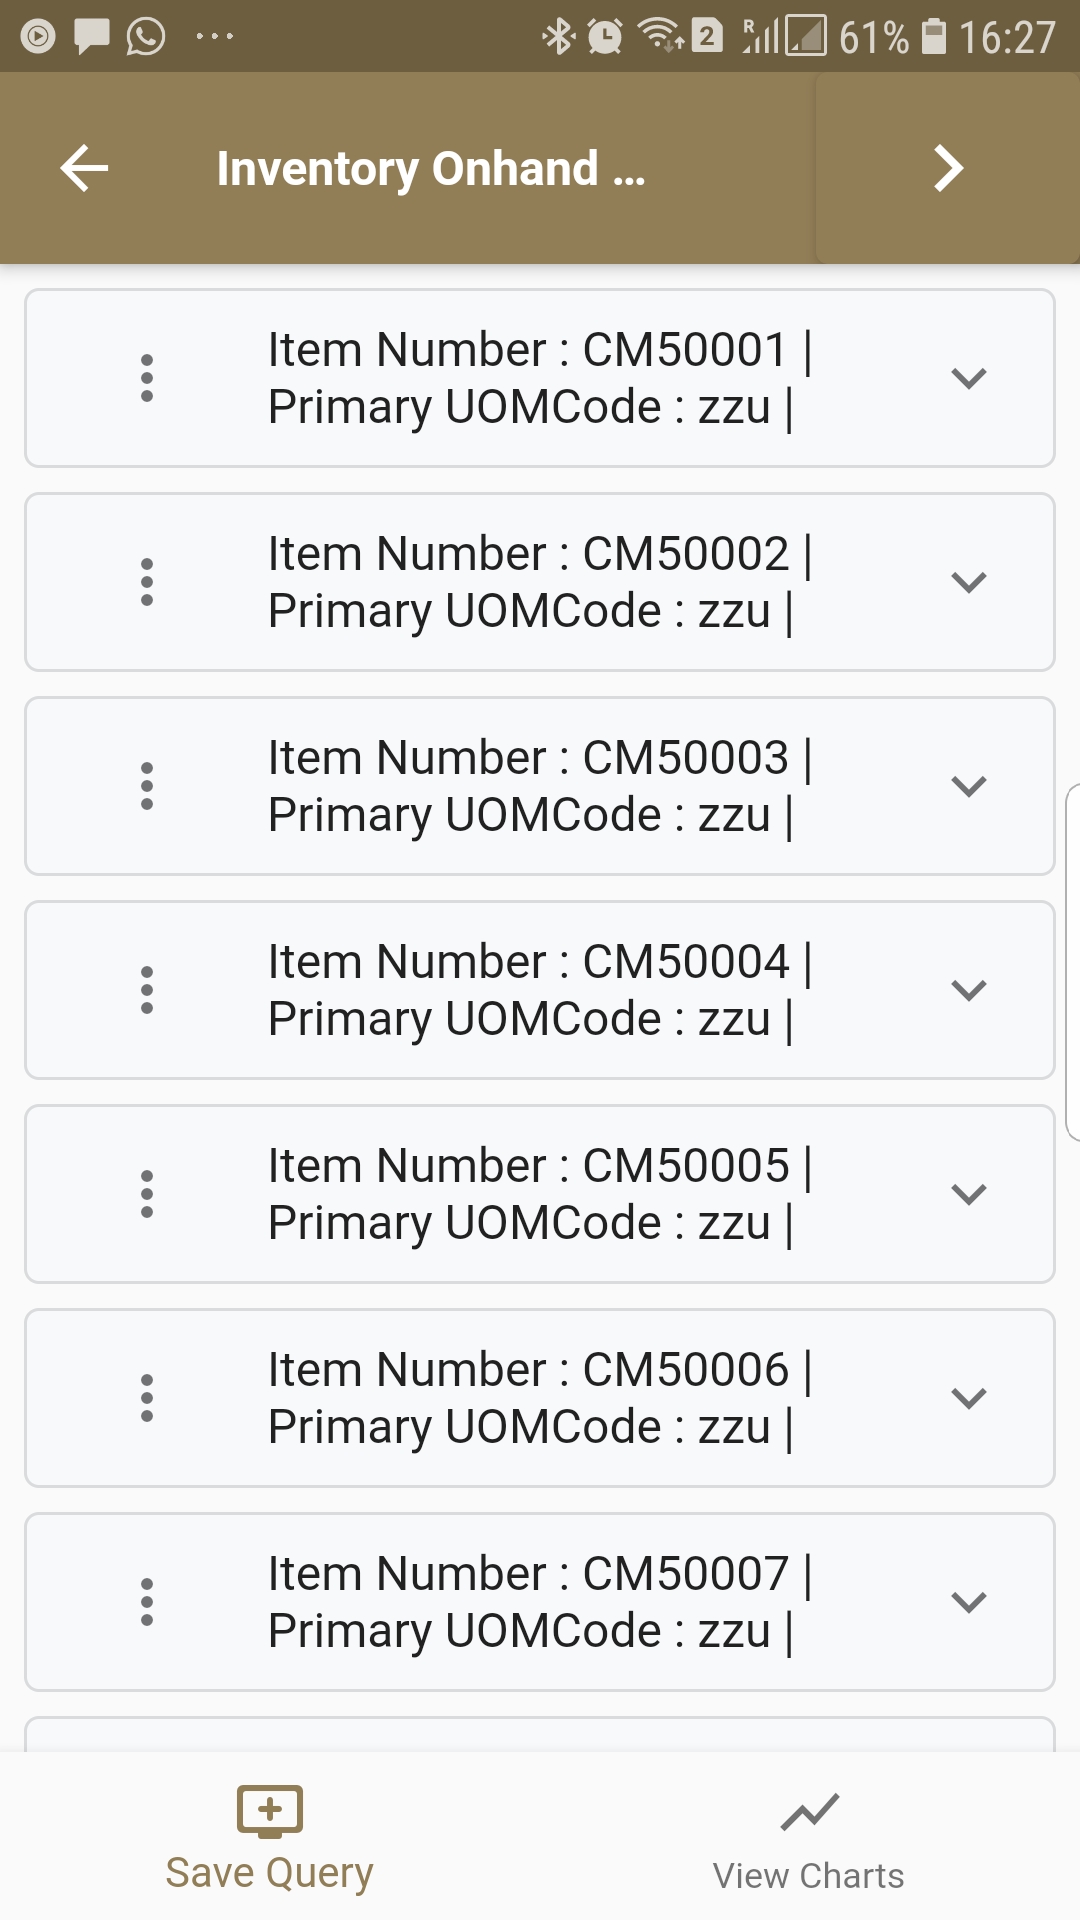 2 R 61% 16:27
Inventory Onhand ...
Item Number : CM50001 |
Primary UOMCode : zzu |
Item Number : CM50002 |
Primary UOMCode : zzu |
Item Number : CM50003 |
Primary UOMCode : zzu |
Item Number : CM50004 |
Primary UOMCode : zzu |
Item Number : CM50005 |
Primary UOMCode : zzu |
Item Number : CM50006 |
Primary UOMCode : zzu |
Item Number : CM50007 |
Primary UOMCode : zzu |
Save Query
View Charts